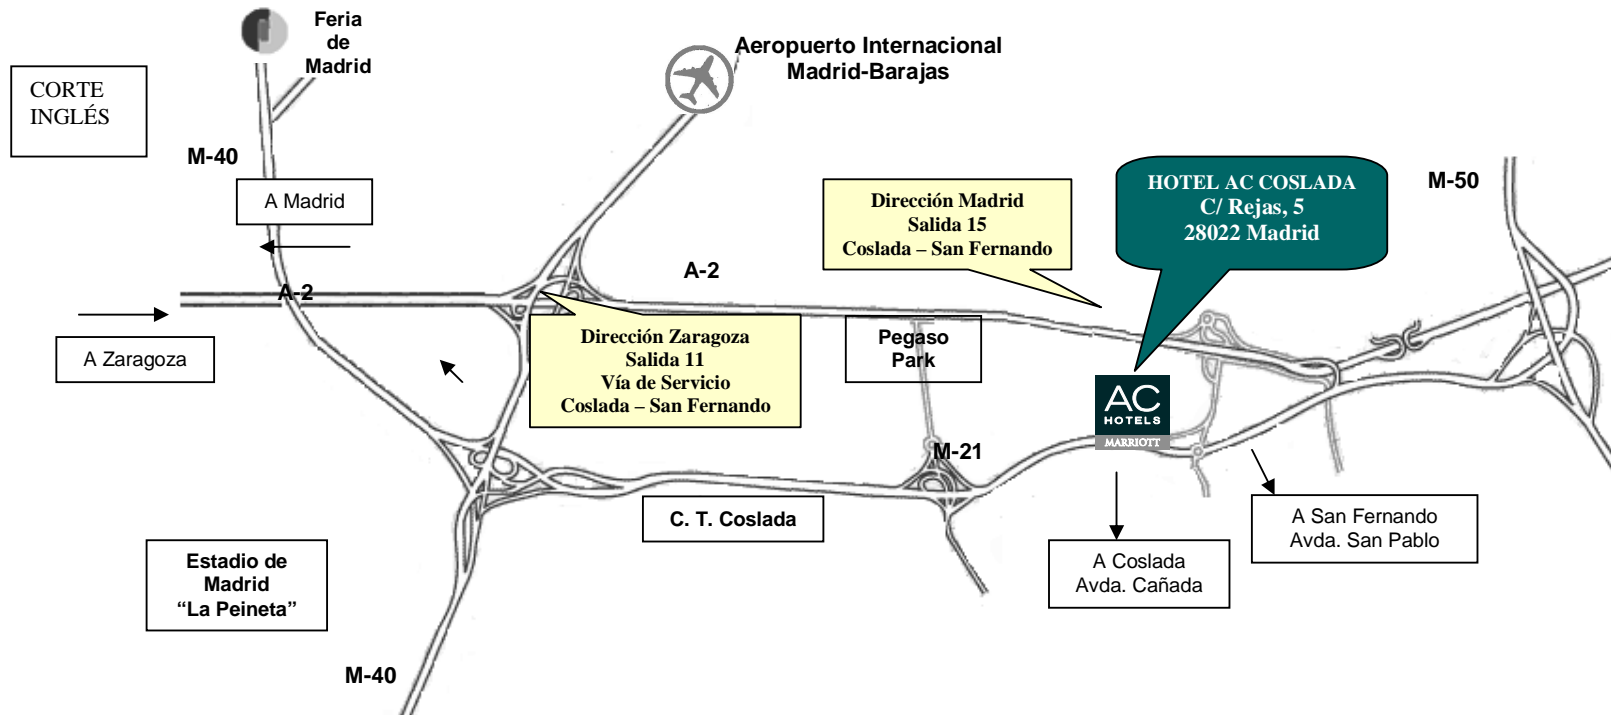 Feria
de
Madrid
Aeropuerto Internacional
Madrid-Barajas
CORTE
INGLÉS
M-40
A Madrid
Dirección Madrid
Salida 15
Coslada – San Fernando
HOTEL AC COSLADA
C/ Rejas, 5
28022 Madrid
M-50
A-2
A-2
A Zaragoza
Dirección Zaragoza
Salida 11
Vía de Servicio
Coslada – San Fernando
Pegaso
Park
AC
HOTELS
MARRIOTT
M-21
C. T. Coslada
A San Fernando
Avda. San Pablo
A Coslada
Avda. Cañada
Estadio de
Madrid
“La Peineta”
M-40